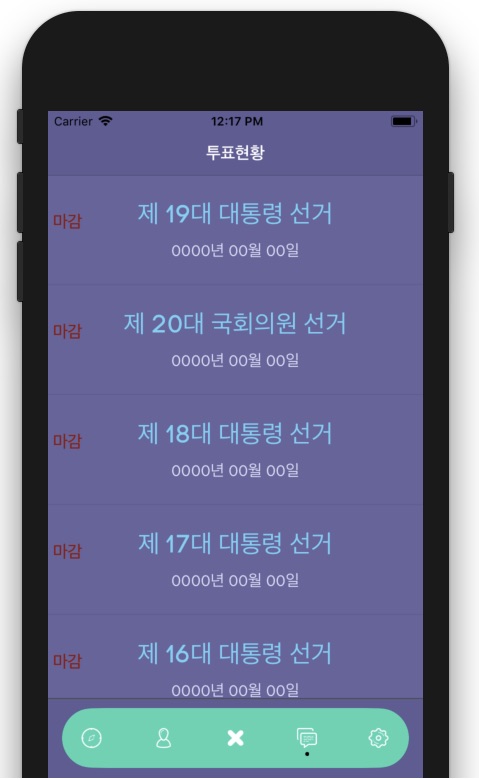 Carrier 12:17 PM
투표현황
마감 제 19대 대통령 선거
0000년 00월 00일
마감 제 20대 국회의원 선거
0000년 00월 00일
마감 제 18대 대통령 선거
0000년 00월 00일
마감 제 17대 대통령 선거
0000년 00월 00일
마감 제 16대 대통령 선거
0000년 00월 00일